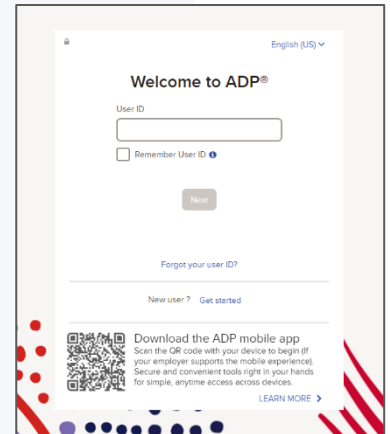 English (US)
Welcome to ADP®
User ID
Remember User ID
Next
Forgot your user ID?
New user ? Get started
Download the ADP mobile app
Scan the QR code with your device to begin (If
your employer supports the mobile experience).
Secure and convenient tools right in your hands
for simple, anytime access across devices.
LEARN MORE